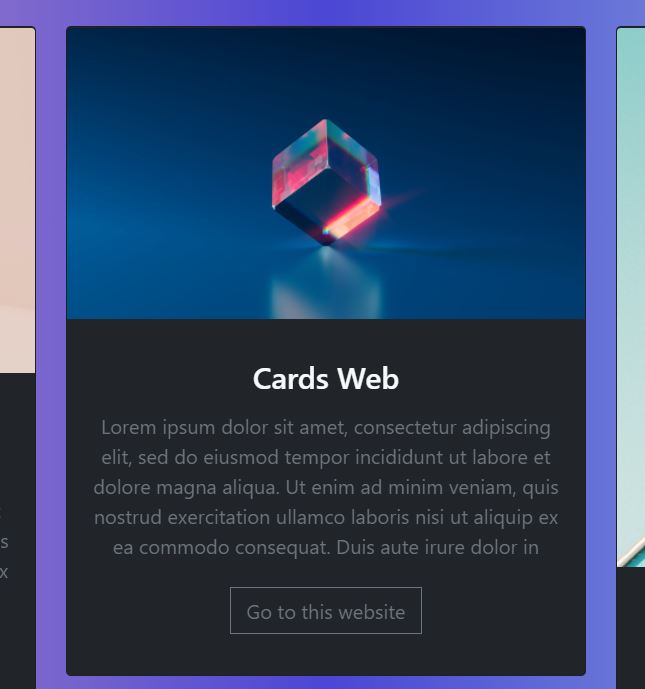 Cards Web
Lorem ipsum dolor sit amet, consectetur adipiscing
elit, sed do eiusmod tempor incididunt ut labore et
dolore magna aliqua. Ut enim ad minim veniam, quis
nostrud exercitation ullamco laboris nisi ut aliquip ex
ea commodo consequat. Duis aute irure dolor in
Go to this website